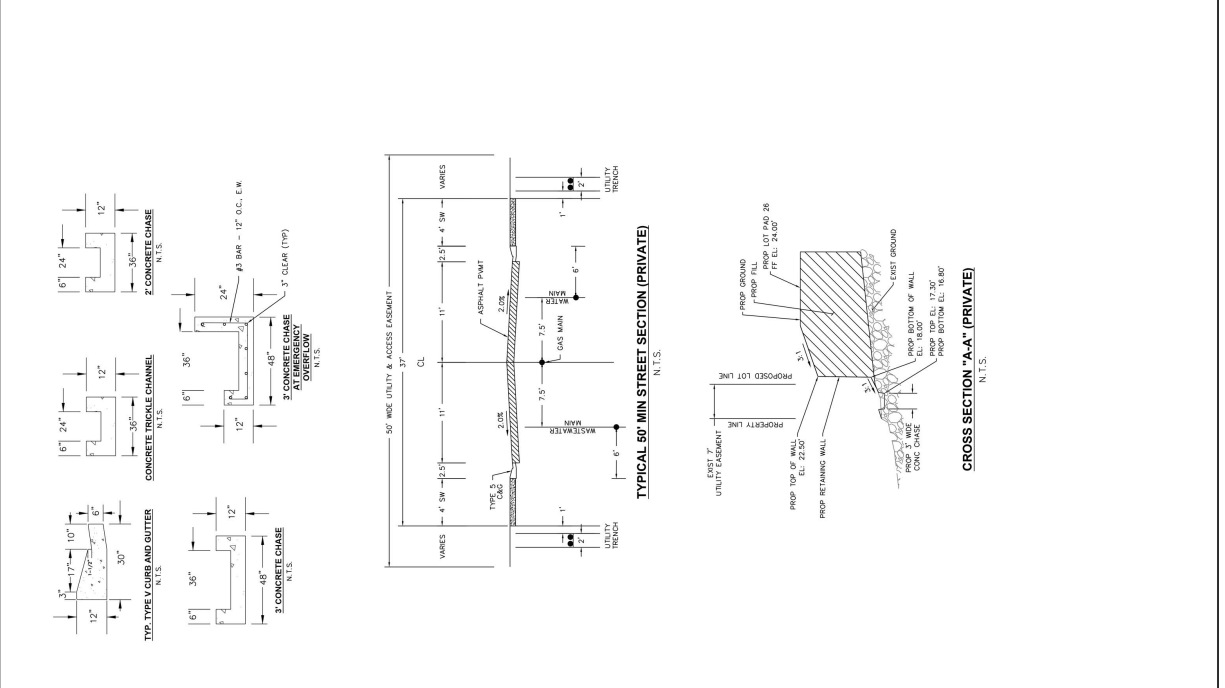 3"
17"
10"
6"
1-1/2"
12"
30"
TYP. TYPE V CURB AND GUTTER
N.T.S.
6"
24"
12"
36"
CONCRETE TRICKLE CHANNEL
N.T.S.
6"
24"
12"
36"
2' CONCRETE CHASE
N.T.S.
6"
36"
12"
48"
3' CONCRETE CHASE
N.T.S.
6"
36"
24"
12"
48"
#3 BAR - 12" O.C., E.W.
3" CLEAR (TYP)
3' CONCRETE CHASE
AT EMERGENCY
OVERFLOW
N.T.S.
50' WIDE UTILITY & ACCESS EASEMENT
37'
VARIES
4' SW
2.5'
11'
CL
11'
2.5'
4' SW
VARIES
TYPE 5
C&G
2.0%
2.0%
ASPHALT PVMT
WASTEWATER
MAIN
WATER
MAIN
7.5'
7.5'
GAS MAIN
6'
6'
1'
1'
2'
UTILITY
TRENCH
2'
UTILITY
TRENCH
TYPICAL 50' MIN STREET SECTION (PRIVATE)
N.T.S.
EXIST 7'
UTILITY EASEMENT
PROPERTY LINE
PROPOSED LOT LINE
PROP TOP OF WALL
EL: 22.50'
PROP RETAINING WALL
3:1
3:1
PROP GROUND
PROP FILL
PROP LOT PAD 26
FF EL: 24.00'
EXIST GROUND
PROP BOTTOM OF WALL
EL: 18.00'
PROP TOP EL: 17.30'
PROP BOTTOM EL: 16.80'
PROP 3' WIDE
CONC CHASE
CROSS SECTION "A-A" (PRIVATE)
N.T.S.